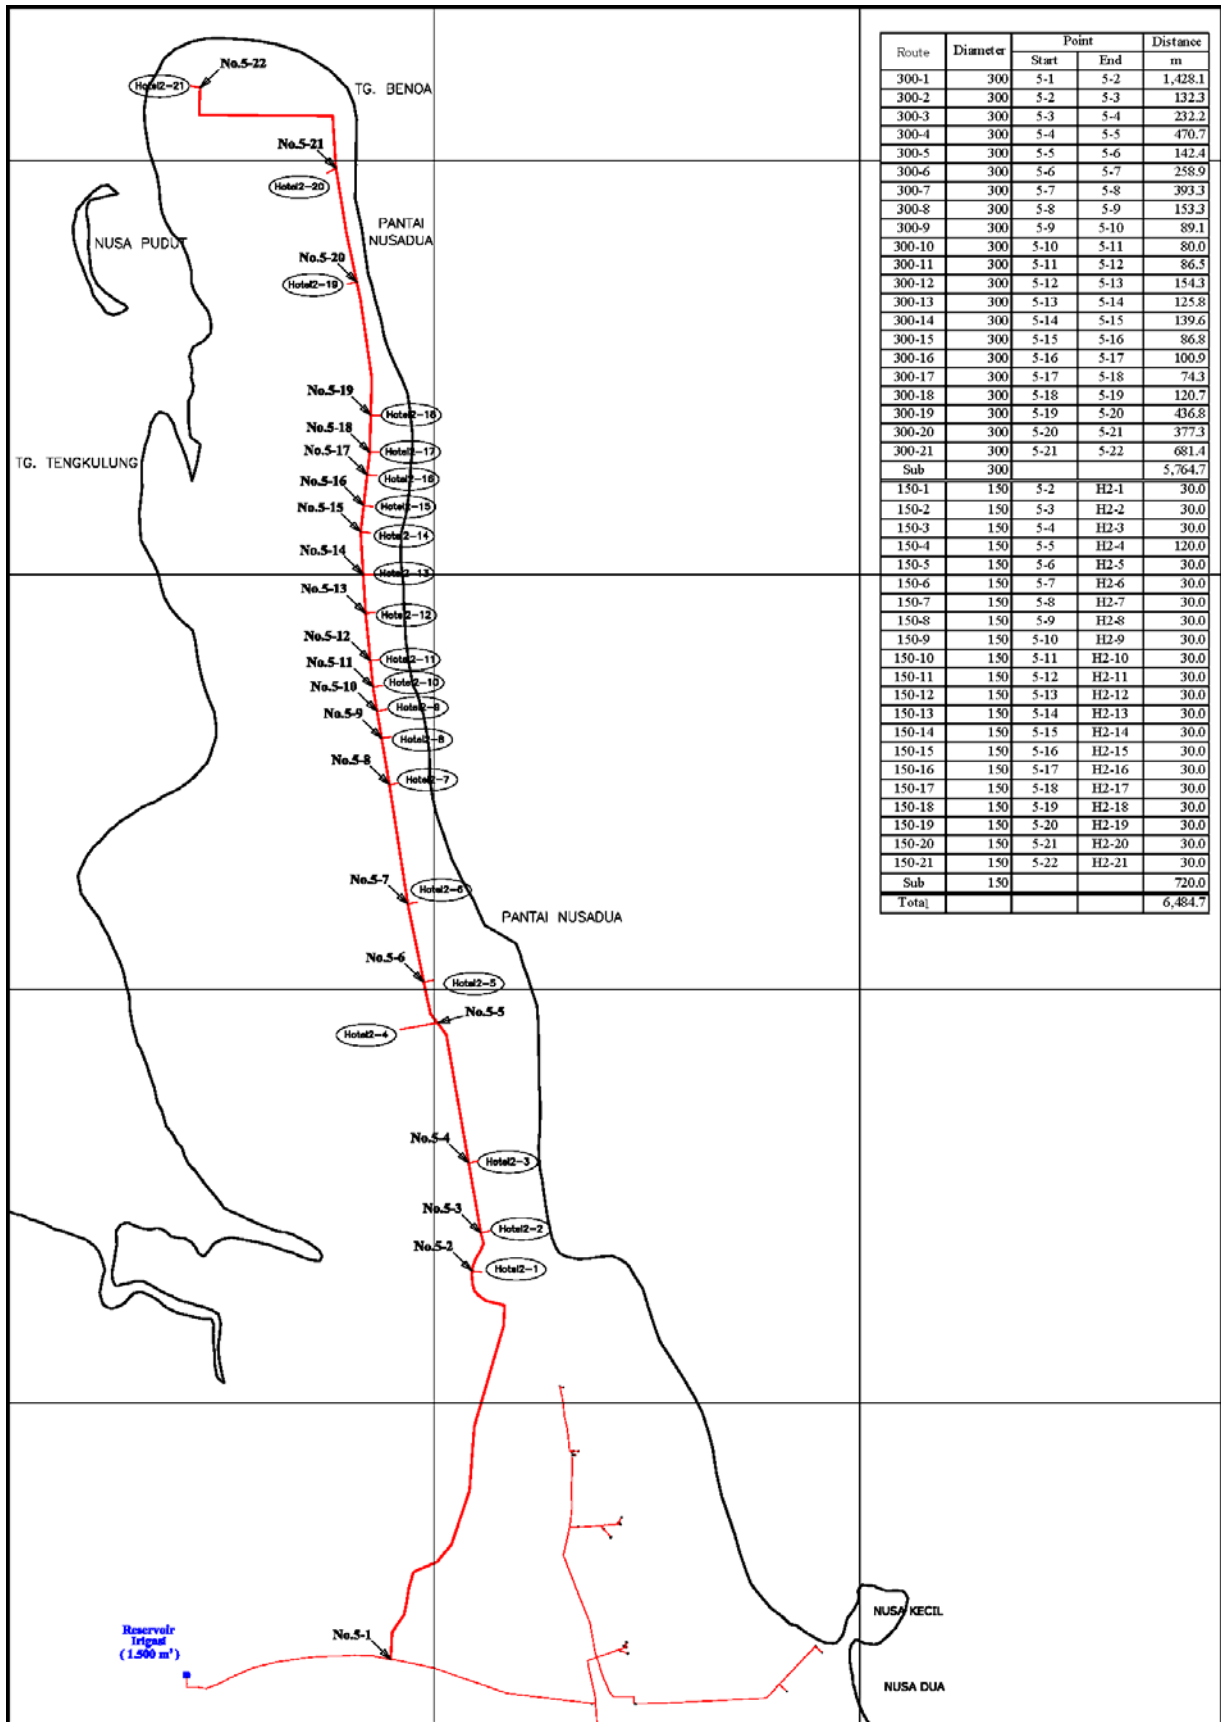 No.5-22
Hotel2-21
TG. BENOA
No.5-21
Hotel2-20
PANTAI
NUSADUA
NUSA PUDUT
No.5-20
Hotel2-19
No.5-19
Hotel2-18
No.5-18
Hotel2-17
No.5-17
Hotel2-16
TG. TENGKULUNG
No.5-16
Hotel2-15
No.5-15
Hotel2-14
No.5-14
Hotel2-13
No.5-13
Hotel2-12
No.5-12
Hotel2-11
No.5-11
Hotel2-10
No.5-10
Hotel2-9
No.5-9
Hotel2-8
No.5-8
Hotel2-7
No.5-7
Hotel2-6
PANTAI NUSADUA
No.5-6
Hotel2-5
No.5-5
Hotel2-4
No.5-4
Hotel2-3
No.5-3
Hotel2-2
No.5-2
Hotel2-1
No.5-1
Reservoir
Irigasi
(1.500 m³)
NUSA KECIL
NUSA DUA
Route Diameter Point Distance
Start End m
300-1 300 5-1 5-2 1,428.1
300-2 300 5-2 5-3 132.3
300-3 300 5-3 5-4 232.2
300-4 300 5-4 5-5 470.7
300-5 300 5-5 5-6 142.4
300-6 300 5-6 5-7 258.9
300-7 300 5-7 5-8 393.3
300-8 300 5-8 5-9 153.3
300-9 300 5-9 5-10 89.1
300-10 300 5-10 5-11 80.0
300-11 300 5-11 5-12 86.5
300-12 300 5-12 5-13 154.3
300-13 300 5-13 5-14 125.8
300-14 300 5-14 5-15 139.6
300-15 300 5-15 5-16 86.8
300-16 300 5-16 5-17 100.9
300-17 300 5-17 5-18 74.3
300-18 300 5-18 5-19 120.7
300-19 300 5-19 5-20 436.8
300-20 300 5-20 5-21 377.3
300-21 300 5-21 5-22 681.4
Sub 300 5,764.7
150-1 150 5-2 H2-1 30.0
150-2 150 5-3 H2-2 30.0
150-3 150 5-4 H2-3 30.0
150-4 150 5-5 H2-4 120.0
150-5 150 5-6 H2-5 30.0
150-6 150 5-7 H2-6 30.0
150-7 150 5-8 H2-7 30.0
150-8 150 5-9 H2-8 30.0
150-9 150 5-10 H2-9 30.0
150-10 150 5-11 H2-10 30.0
150-11 150 5-12 H2-11 30.0
150-12 150 5-13 H2-12 30.0
150-13 150 5-14 H2-13 30.0
150-14 150 5-15 H2-14 30.0
150-15 150 5-16 H2-15 30.0
150-16 150 5-17 H2-16 30.0
150-17 150 5-18 H2-17 30.0
150-18 150 5-19 H2-18 30.0
150-19 150 5-20 H2-19 30.0
150-20 150 5-21 H2-20 30.0
150-21 150 5-22 H2-21 30.0
Sub 150 720.0
Total 6,484.7